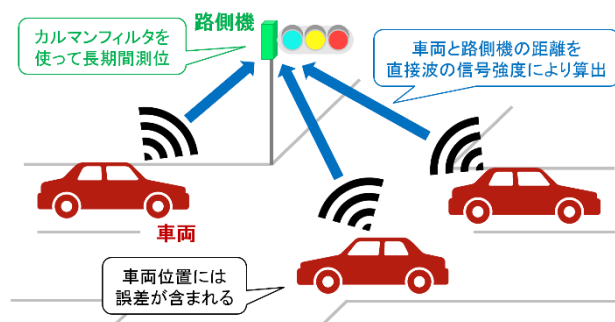 路側機
カルマンフィルタを
使って長期間測位
車両と路側機の距離を
直接波の信号強度により算出
車両
車両位置には
誤差が含まれる